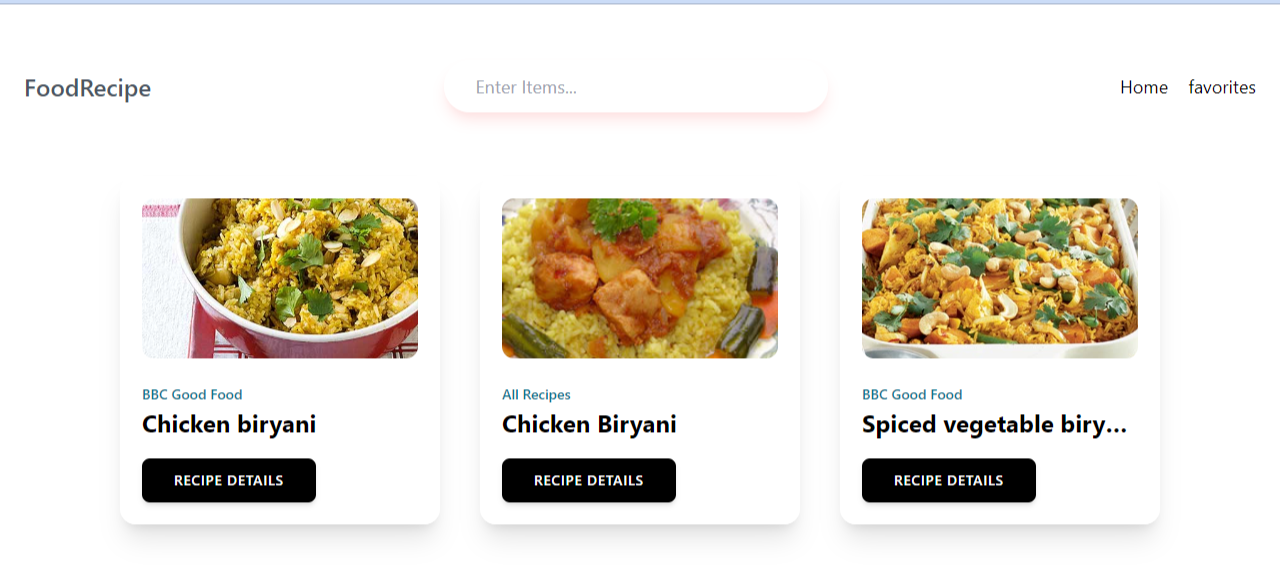 FoodRecipe
Enter Items...
Home favorites
BBC Good Food
Chicken biryani
RECIPE DETAILS
All Recipes
Chicken Biryani
RECIPE DETAILS
BBC Good Food
Spiced vegetable biry...
RECIPE DETAILS